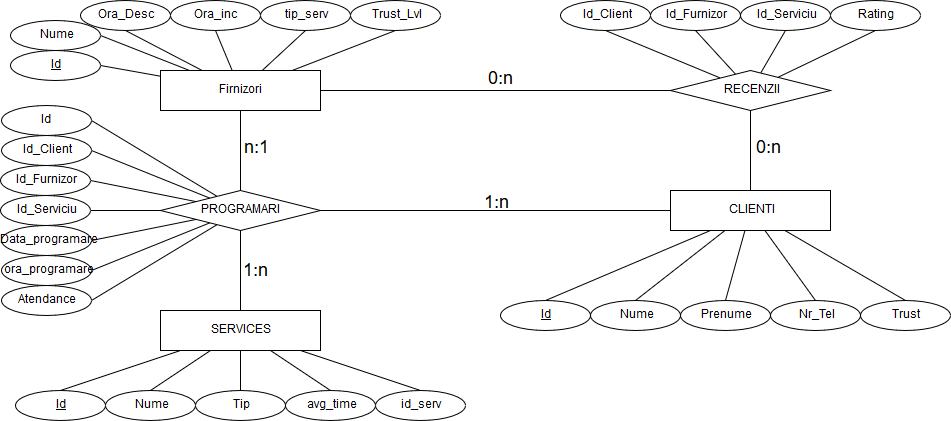 Ora_Desc
Ora_inc
tip_serv
Trust_Lvl
Id_Client
Id_Furnizor
Id_Serviciu
Rating
Nume
Id
Firnizori
0:n
RECENZII
Id
Id_Client
Id_Furnizor
Id_Serviciu
Data_programare
ora_programare
Atendance
n:1
0:n
PROGRAMARI
1:n
CLIENTI
1:n
SERVICES
Id
Nume
Prenume
Nr_Tel
Trust
Id
Nume
Tip
avg_time
id_serv